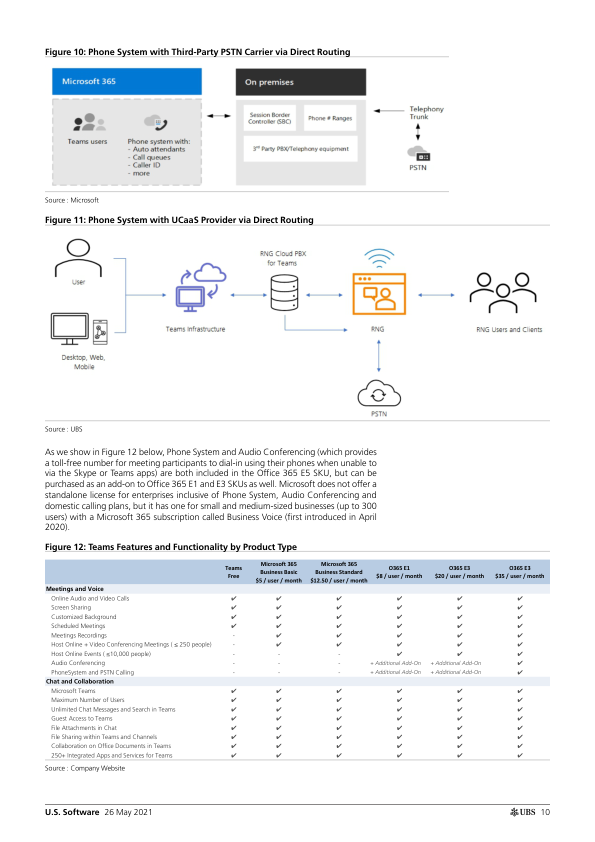 Figure 10: Phone System with Third-Party PSTN Carrier via Direct Routing
Microsoft 365
On premises
Teams users
Phone system with:
- Auto attendants
- Call queues
- Caller ID
- more
Session Border
Controller (SBC)
Phone # Ranges
3rd Party PBX/Telephony equipment
Telephony
Trunk
PSTN
Source : Microsoft
Figure 11: Phone System with UCaaS Provider via Direct Routing
User
Desktop, Web,
Mobile
Teams Infrastructure
RNG Cloud PBX
for Teams
RNG
RNG Users and Clients
PSTN
Source : UBS
As we show in Figure 12 below, Phone System and Audio Conferencing (which provides
a toll-free number for meeting participants to dial-in using their phones when unable to
via the Skype or Teams apps) are both included in the Office 365 E5 SKU, but can be
purchased as an add-on to Office 365 E1 and E3 SKUs as well. Microsoft does not offer a
standalone license for enterprises inclusive of Phone System, Audio Conferencing and
domestic calling plans, but it has one for small and medium-sized businesses (up to 300
users) with a Microsoft 365 subscription called Business Voice (first introduced in April
2020).
Figure 12: Teams Features and Functionality by Product Type
Teams Free | Microsoft 365 Business Basic $5 / user / month | Microsoft 365 Business Standard $12.50 / user / month | O365 E1 $8 / user / month | O365 E3 $20 / user / month | O365 E3 $35 / user / month
Meetings and Voice
Online Audio and Video Calls ✔ ✔ ✔ ✔ ✔ ✔
Screen Sharing ✔ ✔ ✔ ✔ ✔ ✔
Customized Background ✔ ✔ ✔ ✔ ✔ ✔
Scheduled Meetings ✔ ✔ ✔ ✔ ✔ ✔
Meetings Recordings - ✔ ✔ ✔ ✔ ✔
Host Online + Video Conferencing Meetings (≤ 250 people) - ✔ ✔ ✔ ✔ ✔
Host Online Events (≤10,000 people) - - - ✔ ✔ ✔
Audio Conferencing - - - + Additional Add-On + Additional Add-On ✔
PhoneSystem and PSTN Calling - - - + Additional Add-On + Additional Add-On ✔
Chat and Collaboration
Microsoft Teams ✔ ✔ ✔ ✔ ✔ ✔
Maximum Number of Users ✔ ✔ ✔ ✔ ✔ ✔
Unlimited Chat Messages and Search in Teams ✔ ✔ ✔ ✔ ✔ ✔
Guest Access to Teams ✔ ✔ ✔ ✔ ✔ ✔
File Attachments in Chat ✔ ✔ ✔ ✔ ✔ ✔
File Sharing within Teams and Channels ✔ ✔ ✔ ✔ ✔ ✔
Collaboration on Office Documents in Teams ✔ ✔ ✔ ✔ ✔ ✔
250+ Integrated Apps and Services for Teams ✔ ✔ ✔ ✔ ✔ ✔
Source : Company Website
U.S. Software 26 May 2021
UBS 10